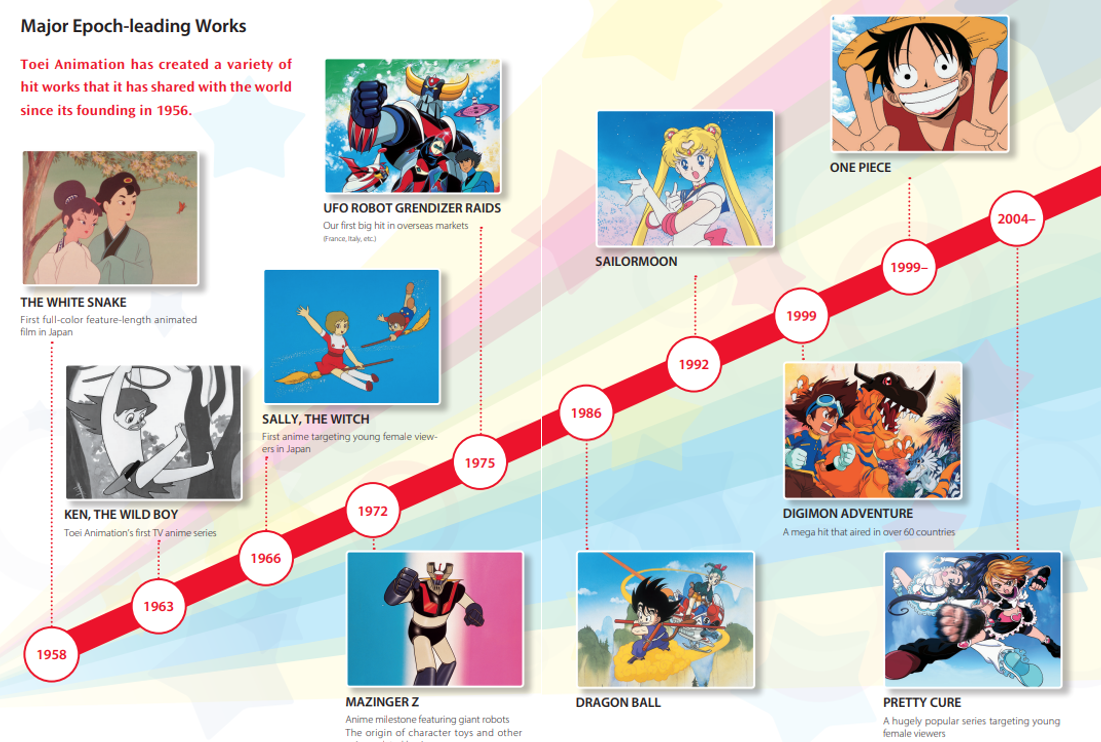 Major Epoch-leading Works
Toei Animation has created a variety of
hit works that it has shared with the world
since its founding in 1956.
THE WHITE SNAKE
First full-color feature-length animated
film in Japan
KEN, THE WILD BOY
Toei Animation's first TV anime series
SALLY, THE WITCH
First anime targeting young female view-
ers in Japan
UFO ROBOT GRENDIZER RAIDS
Our first big hit in overseas markets
(France, Italy, etc.)
MAZINGER Z
Anime milestone featuring giant robots
The origin of character toys and other
DRAGON BALL
SAILORMOON
DIGIMON ADVENTURE
A mega hit that aired in over 60 countries
ONE PIECE
PRETTY CURE
A hugely popular series targeting young
female viewers
1958
1963
1966
1972
1975
1986
1992
1999
1999–
2004–